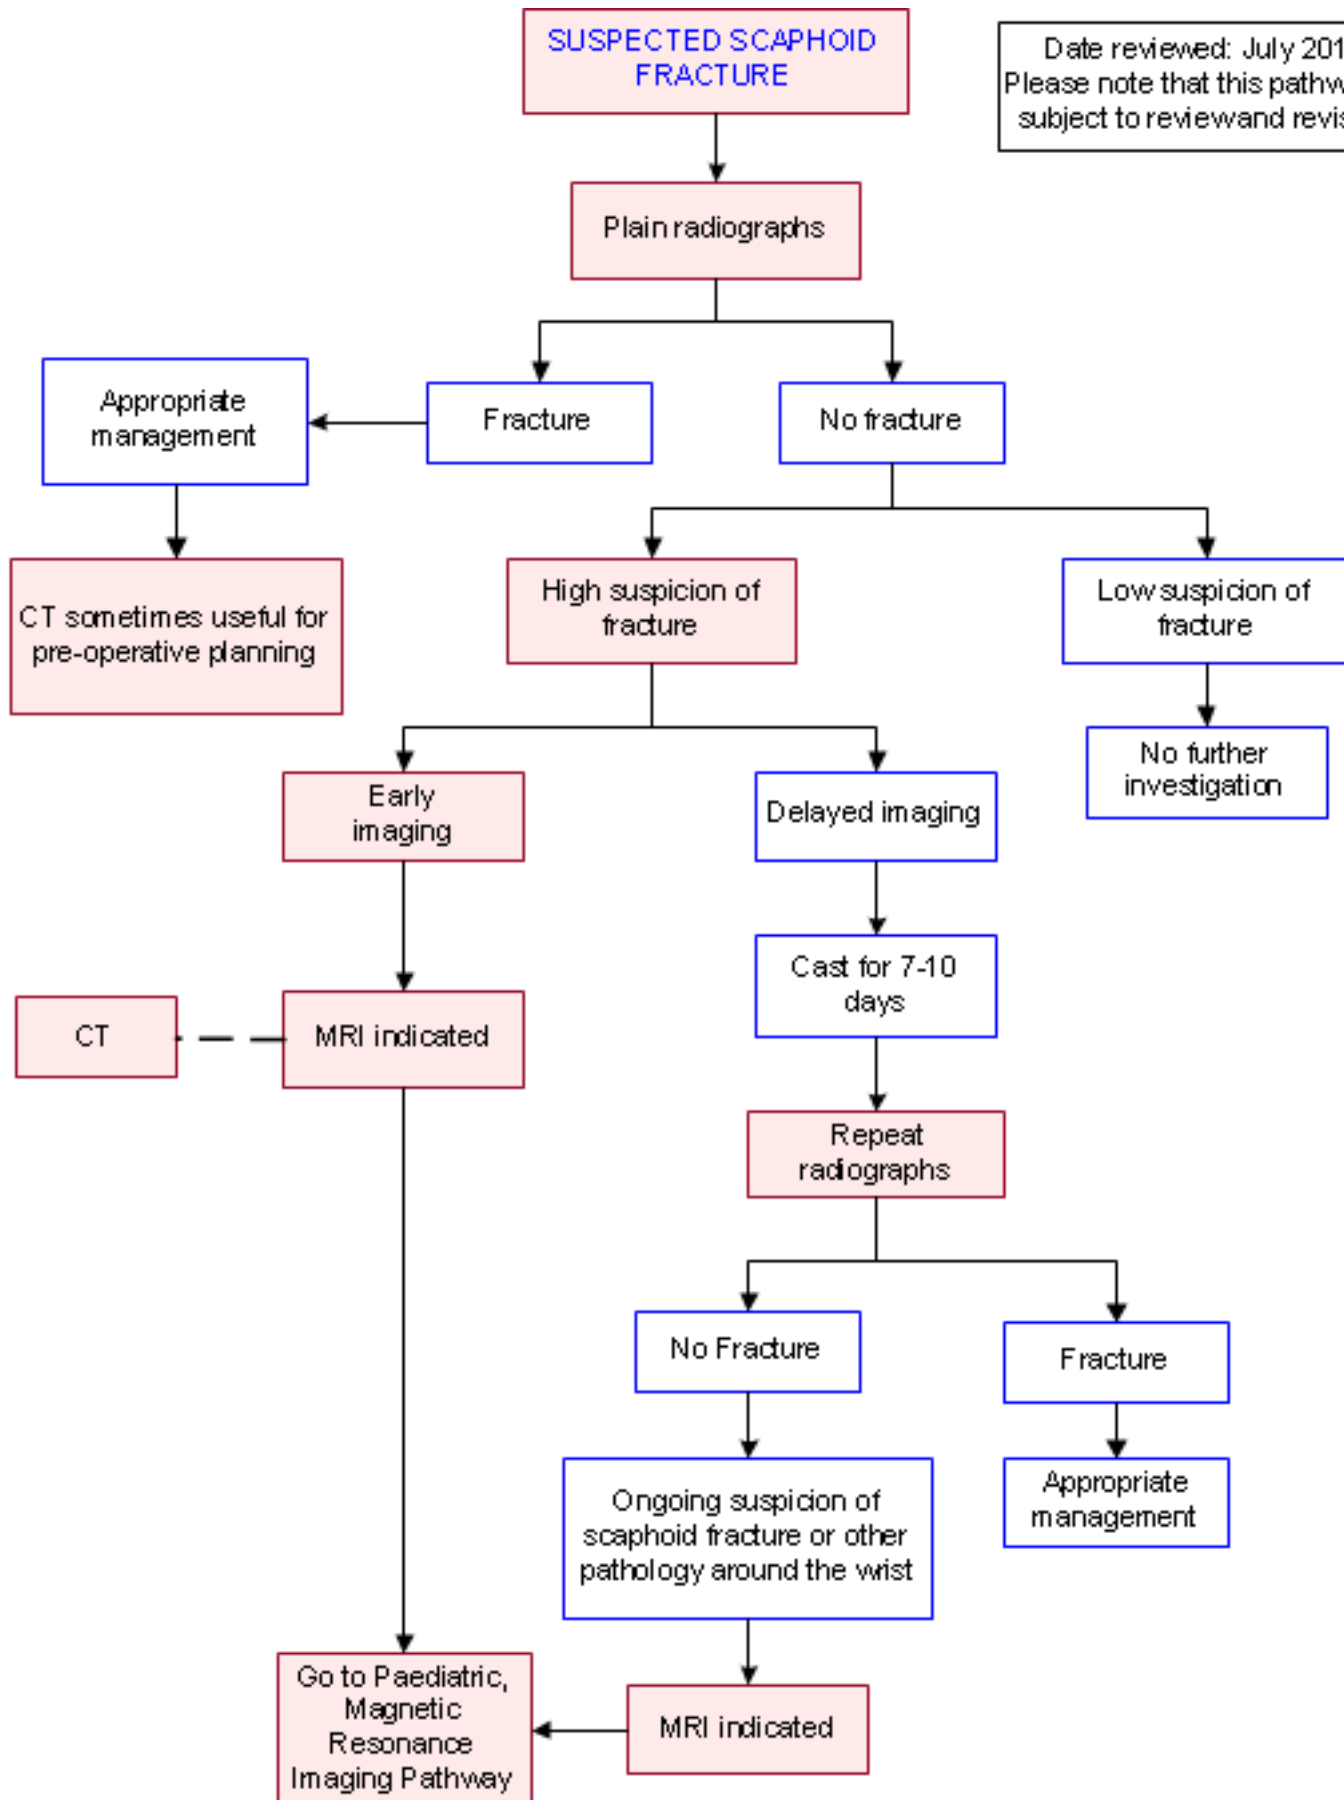 SUSPECTED SCAPHOID
FRACTURE
Date reviewed: July 201
Please note that this pathw
subject to review and revis
Plain radiographs
Appropriate
management
Fracture
No fracture
CT sometimes useful for
pre-operative planning
High suspicion of
fracture
Low suspicion of
fracture
No further
investigation
Early
imaging
Delayed imaging
Cast for 7-10
days
CT
MRI indicated
Repeat
radiographs
No Fracture
Fracture
Ongoing suspicion of
scaphoid fracture or other
pathology around the wrist
Appropriate
management
Go to Paediatric,
Magnetic
Resonance
Imaging Pathway
MRI indicated